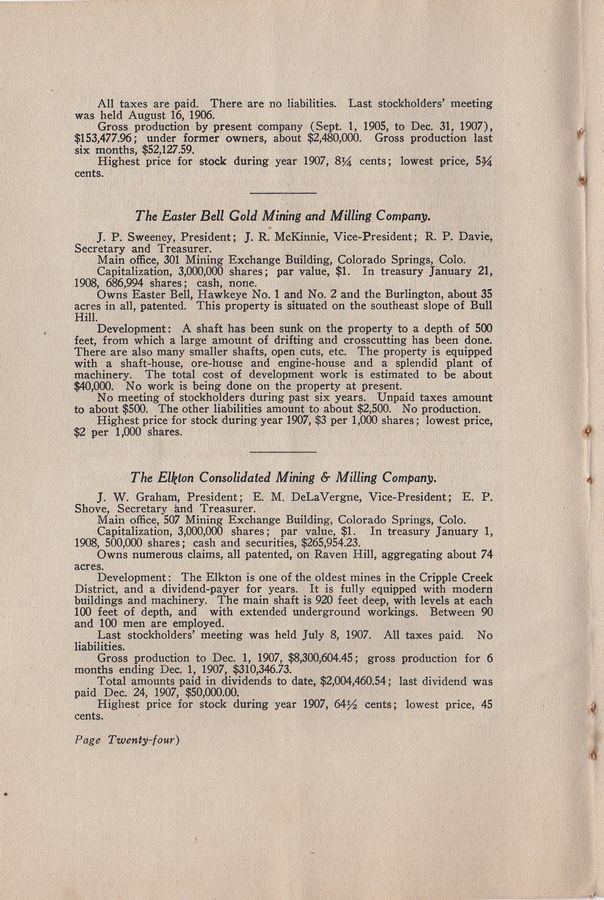 All taxes are paid. There are no liabilities. Last stockholders' meeting
was held August 16, 1906.
Gross production by present company (Sept. 1, 1905, to Dec. 31, 1907),
$153,477.96; under former owners, about $2,480,000. Gross production last
six months, $52,127.59.
Highest price for stock during year 1907, 8¼ cents; lowest price, 5¾
cents.
The Easter Bell Gold Mining and Milling Company.
J. P. Sweeney, President; J. R. McKinnie, Vice-President; R. P. Davie,
Secretary and Treasurer.
Main office, 301 Mining Exchange Building, Colorado Springs, Colo.
Capitalization, 3,000,000 shares; par value, $1. In treasury January 21,
1908, 686,994 shares; cash, none.
Owns Easter Bell, Hawkeye No. 1 and No. 2 and the Burlington, about 35
acres in all, patented. This property is situated on the southeast slope of Bull
Hill.
Development: A shaft has been sunk on the property to a depth of 500
feet, from which a large amount of drifting and crosscutting has been done.
There are also many smaller shafts, open cuts, etc. The property is equipped
with a shaft-house, ore-house and engine-house and a splendid plant of
machinery. The total cost of development work is estimated to be about
$40,000. No work is being done on the property at present.
No meeting of stockholders during past six years. Unpaid taxes amount
to about $500. The other liabilities amount to about $2,500. No production.
Highest price for stock during year 1907, $3 per 1,000 shares; lowest price,
$2 per 1,000 shares.
The Elkton Consolidated Mining & Milling Company.
J. W. Graham, President; E. M. DeLaVergne, Vice-President; E. P.
Shove, Secretary and Treasurer.
Main office, 507 Mining Exchange Building, Colorado Springs, Colo.
Capitalization, 3,000,000 shares; par value, $1. In treasury January 1,
1908, 500,000 shares; cash and securities, $265,954.23.
Owns numerous claims, all patented, on Raven Hill, aggregating about 74
acres.
Development: The Elkton is one of the oldest mines in the Cripple Creek
District, and a dividend-payer for years. It is fully equipped with modern
buildings and machinery. The main shaft is 920 feet deep, with levels at each
100 feet of depth, and with extended underground workings. Between 90
and 100 men are employed.
Last stockholders' meeting was held July 8, 1907. All taxes paid. No
liabilities.
Gross production to Dec. 1, 1907, $8,300,604.45; gross production for 6
months ending Dec. 1, 1907, $310,346.73.
Total amounts paid in dividends to date, $2,004,460.54; last dividend was
paid Dec. 24, 1907, $50,000.00.
Highest price for stock during year 1907, 64½ cents; lowest price, 45
cents.
Page Twenty-four)